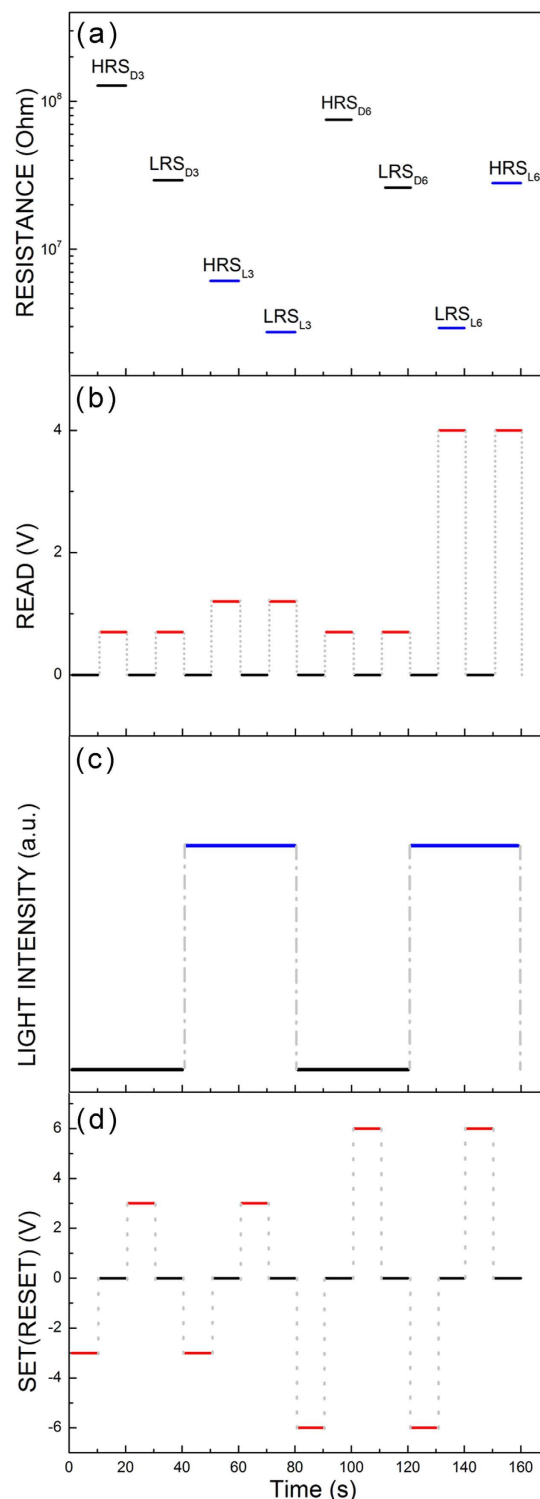 (a)
HRS_D3
HRS_D6
LRS_D3
LRS_D6
HRS_L6
HRS_L3
LRS_L3
LRS_L6
10^8
10^7
RESISTANCE (Ohm)
(b)
4
2
0
READ (V)
(c)
LIGHT INTENSITY (a.u.)
(d)
6
4
2
0
-2
-4
-6
SET(RESET) (V)
0 20 40 60 80 100 120 140 160
Time (s)